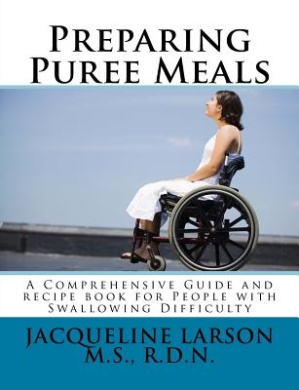 Preparing
Puree Meals
A Comprehensive Guide and
recipe book for People with
Swallowing Difficulty
JACQUELINE LARSON
M.S., R.D.N.